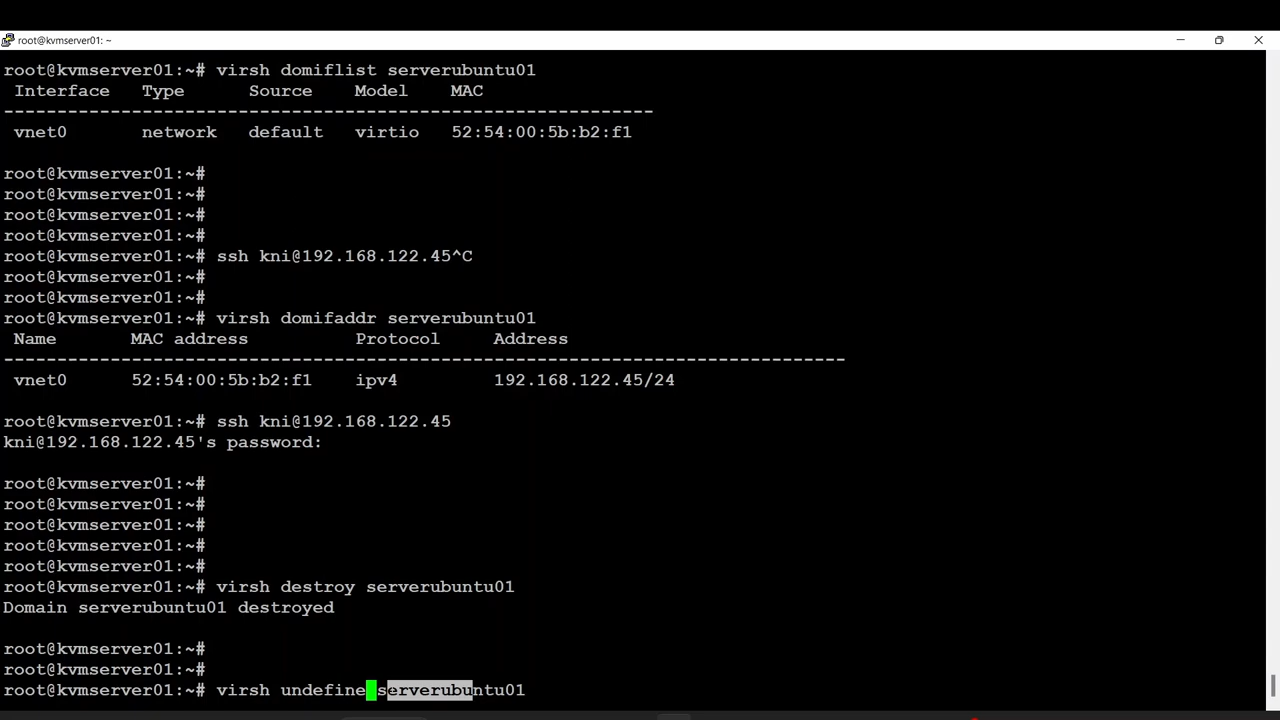 root@kvmserver01: ~
root@kvmserver01:~# virsh domiflist serverubuntu01
Interface Type Source Model MAC
-------------------------------------------------------------
vnet0 network default virtio 52:54:00:5b:b2:f1
root@kvmserver01:~#
root@kvmserver01:~#
root@kvmserver01:~#
root@kvmserver01:~#
root@kvmserver01:~# ssh kni@192.168.122.45^C
root@kvmserver01:~#
root@kvmserver01:~#
root@kvmserver01:~# virsh domifaddr serverubuntu01
Name MAC address Protocol Address
-------------------------------------------------------------------------------
vnet0 52:54:00:5b:b2:f1 ipv4 192.168.122.45/24
root@kvmserver01:~# ssh kni@192.168.122.45
kni@192.168.122.45's password:
root@kvmserver01:~#
root@kvmserver01:~#
root@kvmserver01:~#
root@kvmserver01:~#
root@kvmserver01:~#
root@kvmserver01:~# virsh destroy serverubuntu01
Domain serverubuntu01 destroyed
root@kvmserver01:~#
root@kvmserver01:~#
root@kvmserver01:~# virsh undefine serverubuntu01